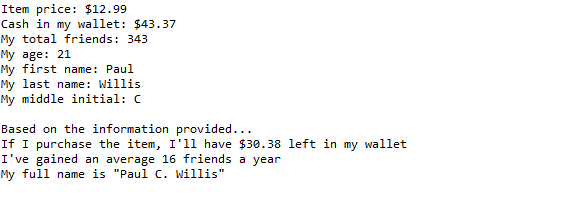 Item price: $12.99
Cash in my wallet: $43.37
My total friends: 343
My age: 21
My first name: Paul
My last name: Willis
My middle initial: C
Based on the information provided...
If I purchase the item, I'll have $30.38 left in my wallet
I've gained an average 16 friends a year
My full name is "Paul C. Willis"